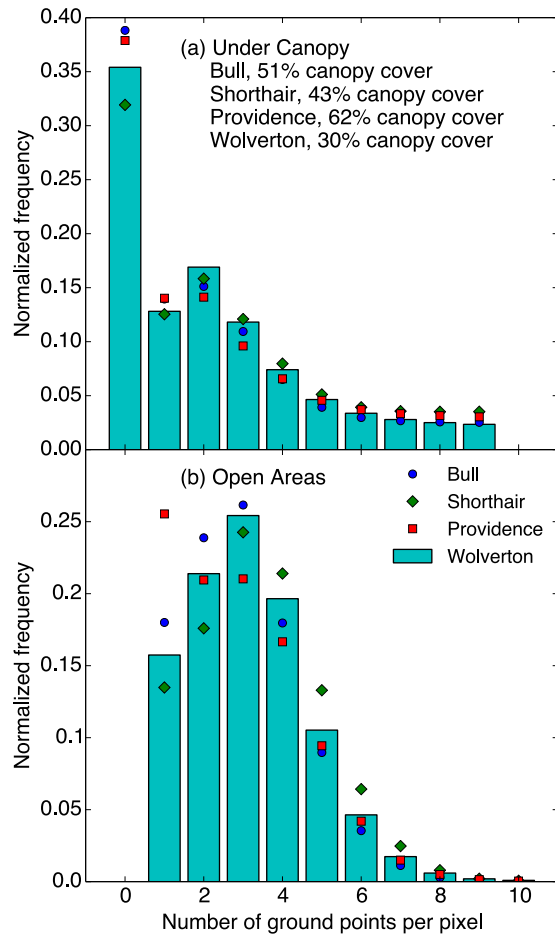 0.40
0.35
0.30
0.25
0.20
0.15
0.10
0.05
0.00
Normalized frequency
(a) Under Canopy
Bull, 51% canopy cover
Shorthair, 43% canopy cover
Providence, 62% canopy cover
Wolverton, 30% canopy cover
(b) Open Areas
Bull
Shorthair
Providence
Wolverton
0.25
0.2
0.15
0.1
0.05
0.0
Normalized frequency
0 2 4 6 8 10
Number of ground points per pixel